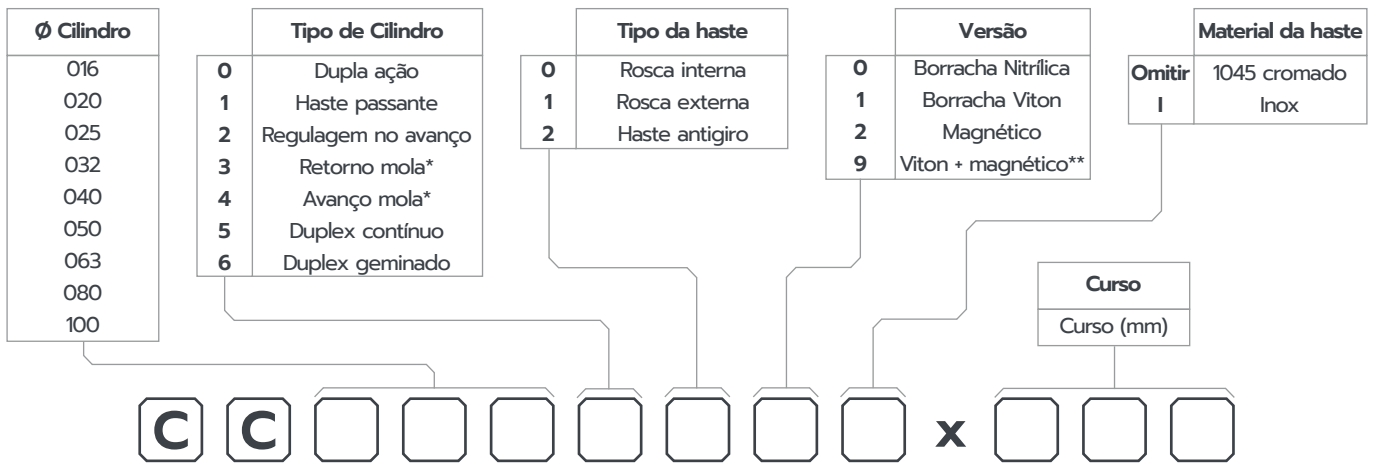 Ø Cilindro
016
020
025
032
040
050
063
080
100
Tipo de Cilindro
0 Dupla ação
1 Haste passante
2 Regulagem no avanço
3 Retorno mola*
4 Avanço mola*
5 Duplex contínuo
6 Duplex geminado
Tipo da haste
0 Rosca interna
1 Rosca externa
2 Haste antigiro
Versão
0 Borracha Nitrílica
1 Borracha Viton
2 Magnético
9 Viton + magnético**
Material da haste
Omitir 1045 cromado
I Inox
Curso
Curso (mm)
C C x